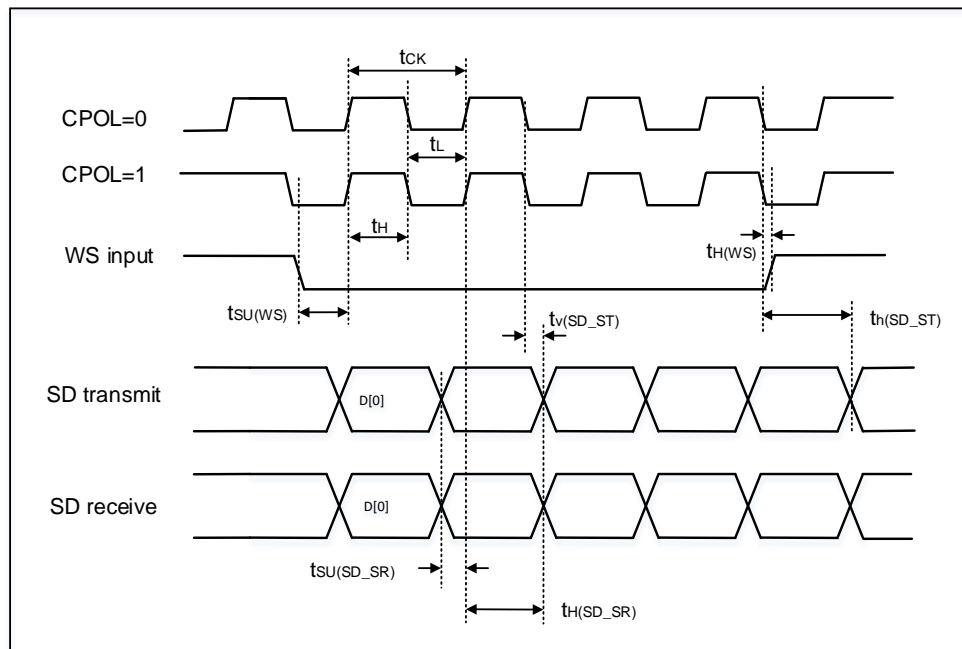 tCK
CPOL=0
tL
CPOL=1
tH
WS input
tH(WS)
tSU(WS)
tv(SD_ST)
th(SD_ST)
SD transmit
D[0]
SD receive
D[0]
tSU(SD_SR)
tH(SD_SR)